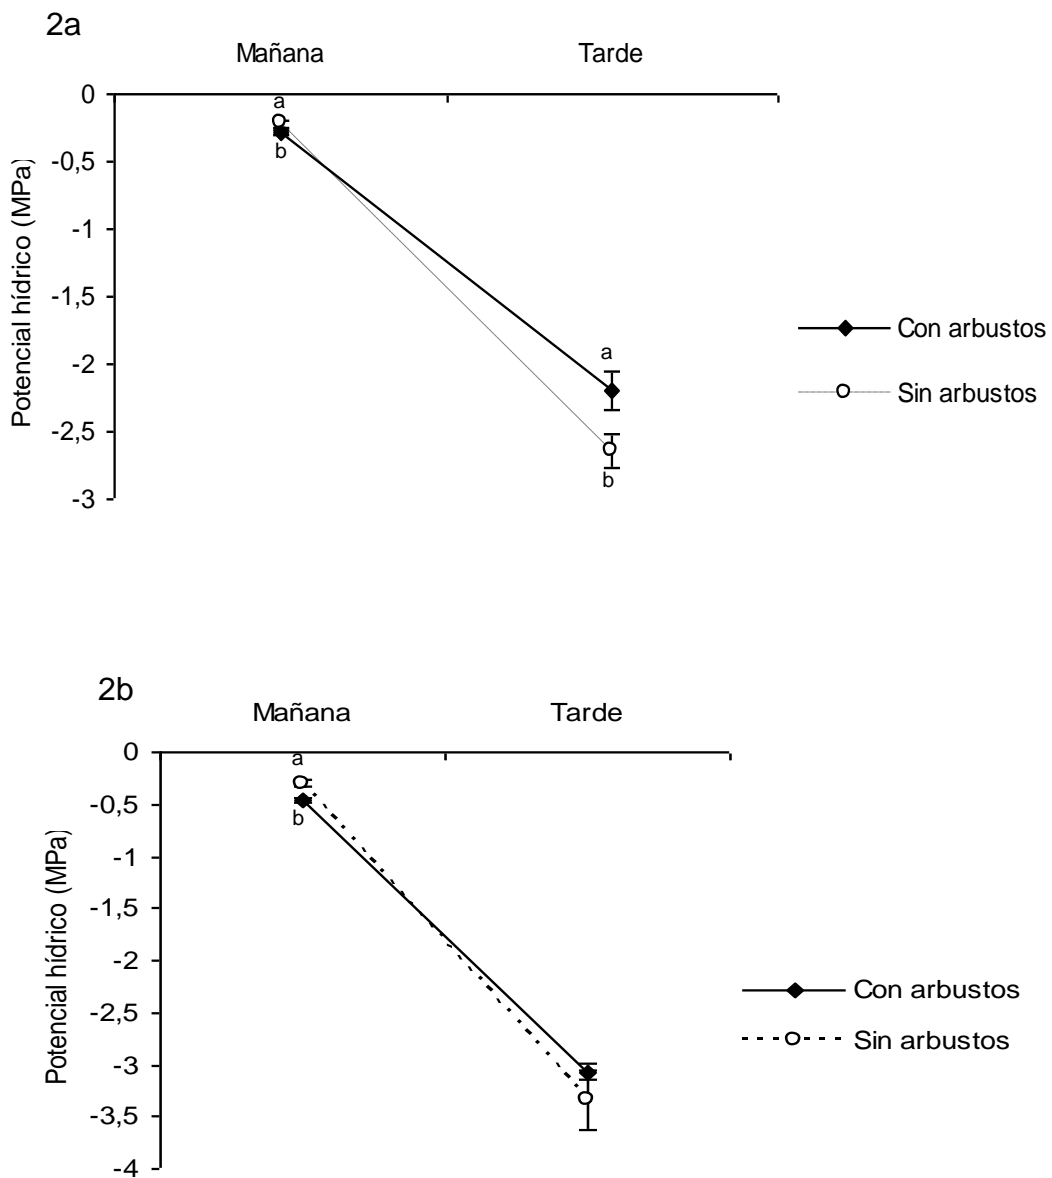 2a
Mañana Tarde
0
a
b
-0,5
-1
-1,5
a
-2
-2,5
b
-3
Potencial hídrico (MPa)
Con arbustos
Sin arbustos
2b
Mañana Tarde
0
a
-0,5
b
-1
-1,5
-2
-2,5
-3
-3,5
-4
Potencial hídrico (MPa)
Con arbustos
Sin arbustos